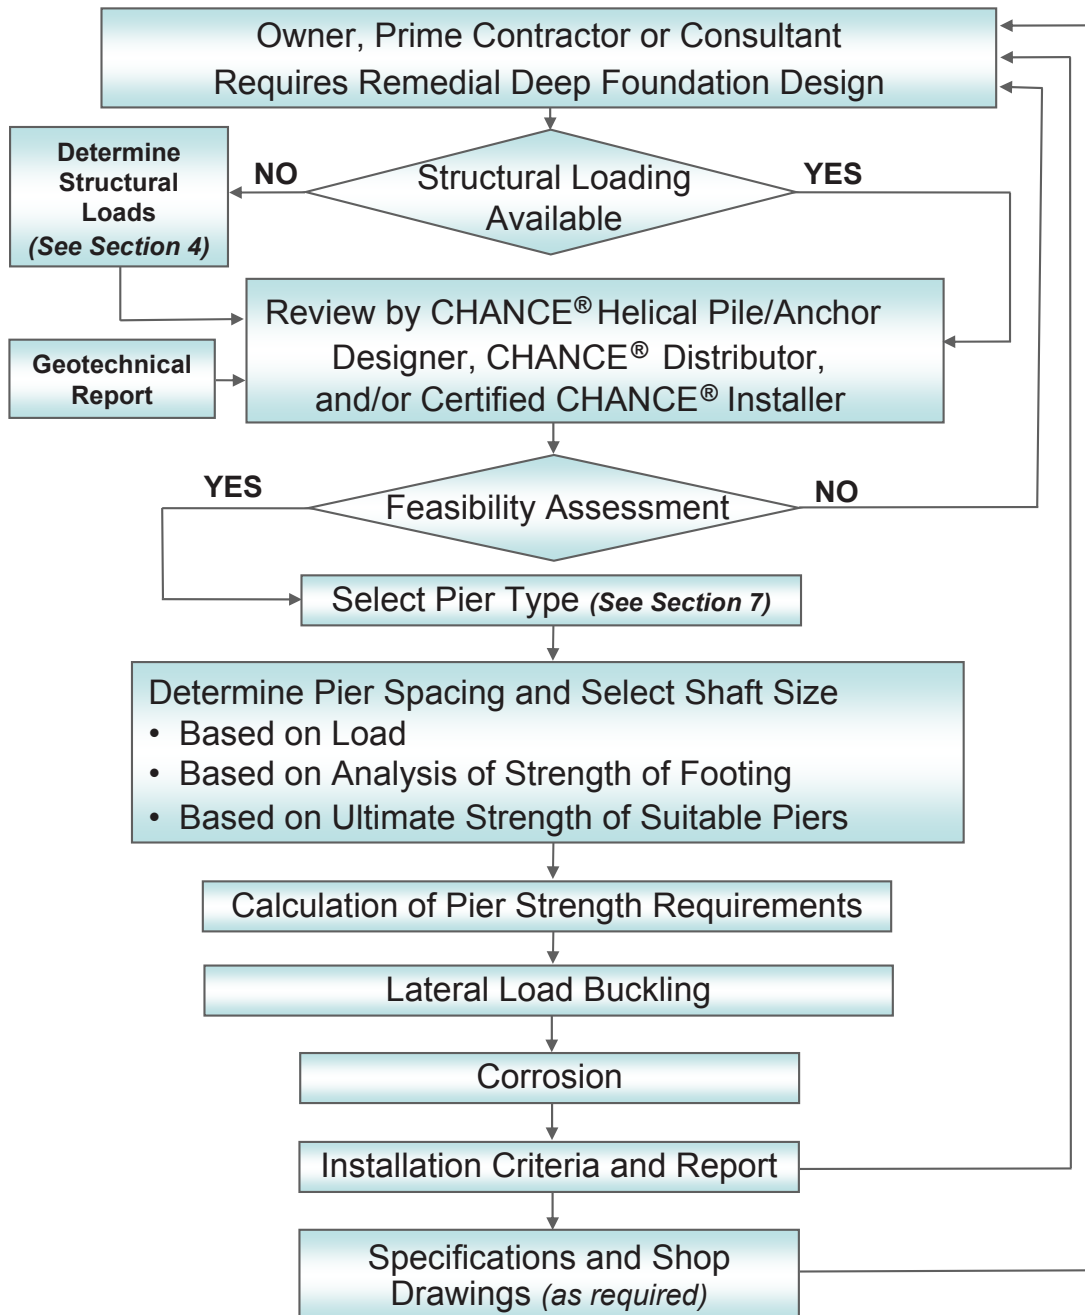 Owner, Prime Contractor or Consultant
Requires Remedial Deep Foundation Design
Determine
Structural
Loads
(See Section 4)
NO
Structural Loading
Available
YES
Review by CHANCE® Helical Pile/Anchor
Designer, CHANCE® Distributor,
and/or Certified CHANCE® Installer
Geotechnical
Report
YES
Feasibility Assessment
NO
Select Pier Type (See Section 7)
Determine Pier Spacing and Select Shaft Size
• Based on Load
• Based on Analysis of Strength of Footing
• Based on Ultimate Strength of Suitable Piers
Calculation of Pier Strength Requirements
Lateral Load Buckling
Corrosion
Installation Criteria and Report
Specifications and Shop
Drawings (as required)